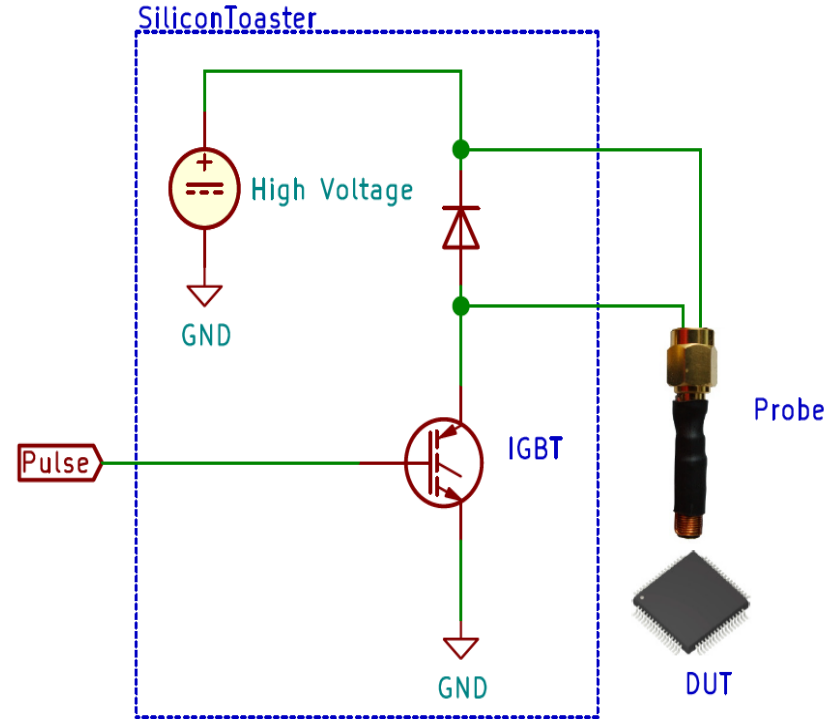 SiliconToaster
High Voltage
GND
Probe
IGBT
Pulse
GND
DUT